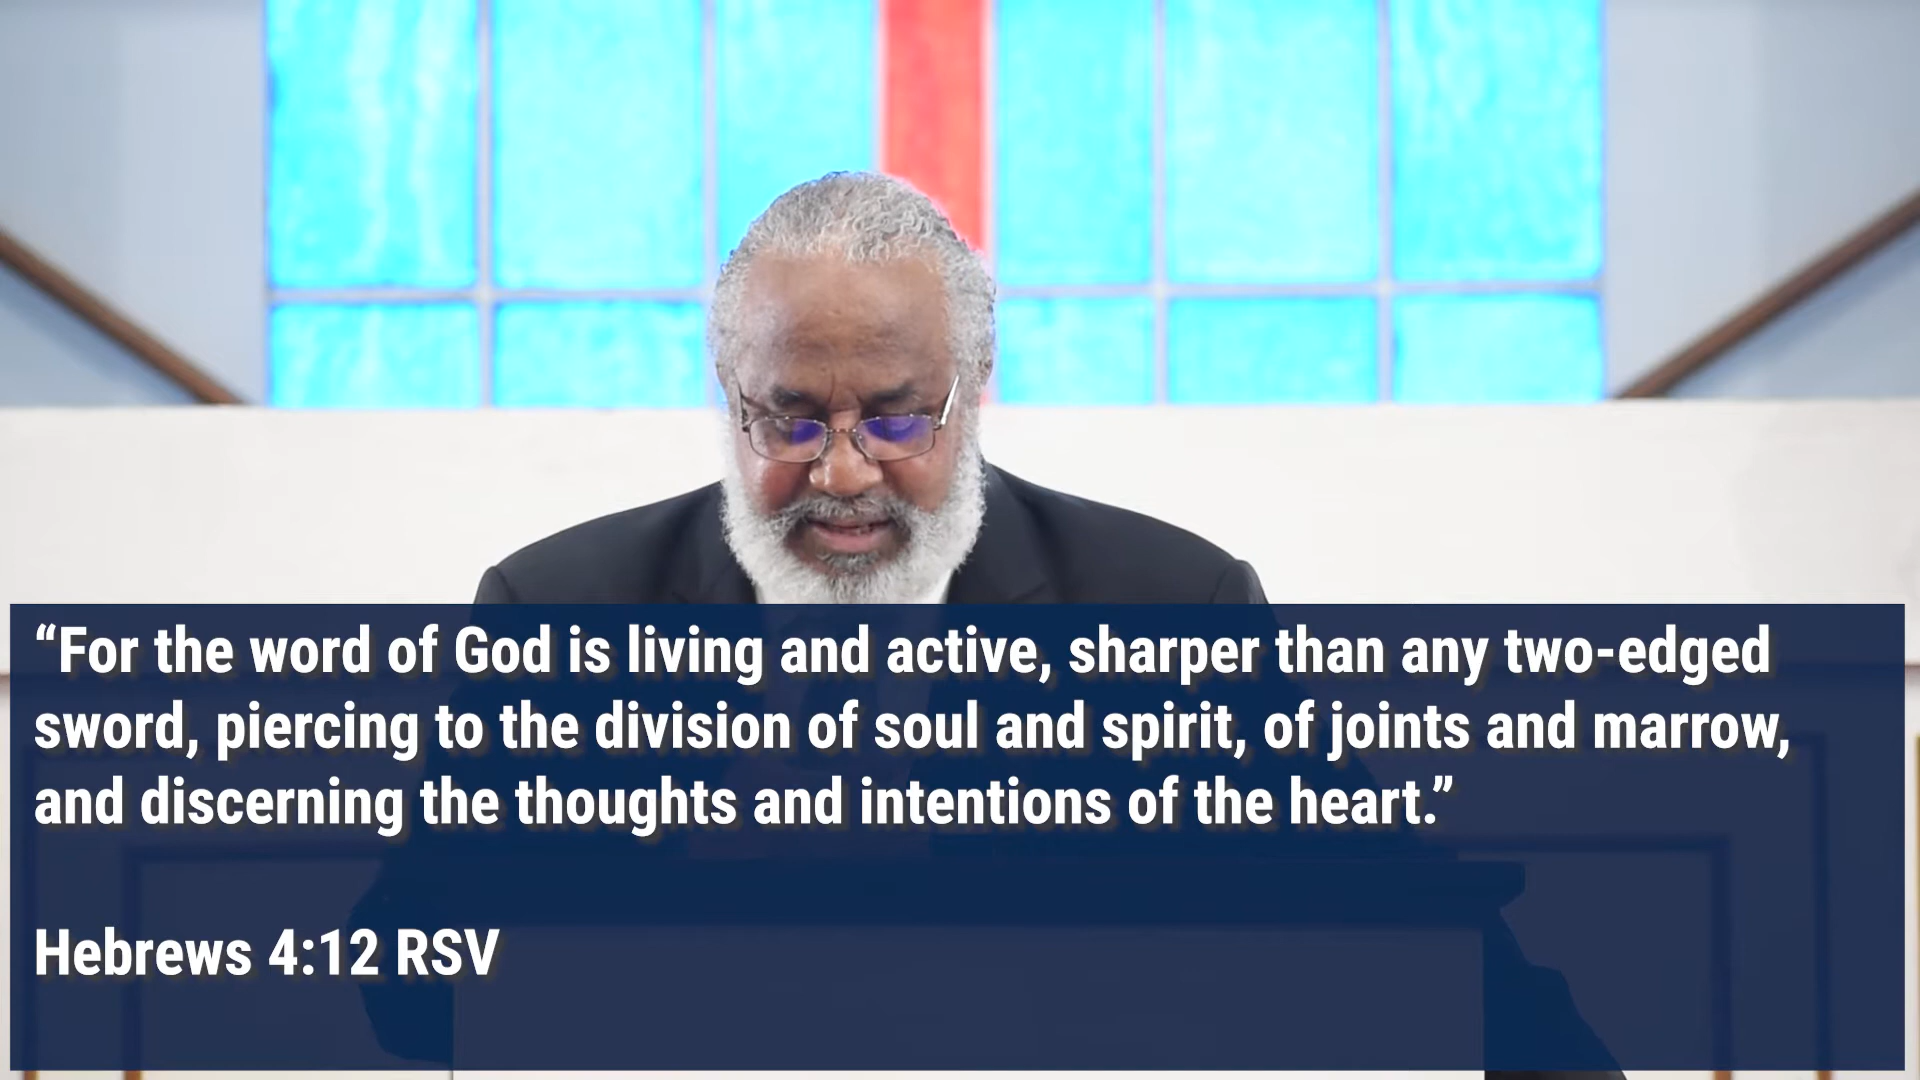 “For the word of God is living and active, sharper than any two-edged
sword, piercing to the division of soul and spirit, of joints and marrow,
and discerning the thoughts and intentions of the heart.”
Hebrews 4:12 RSV